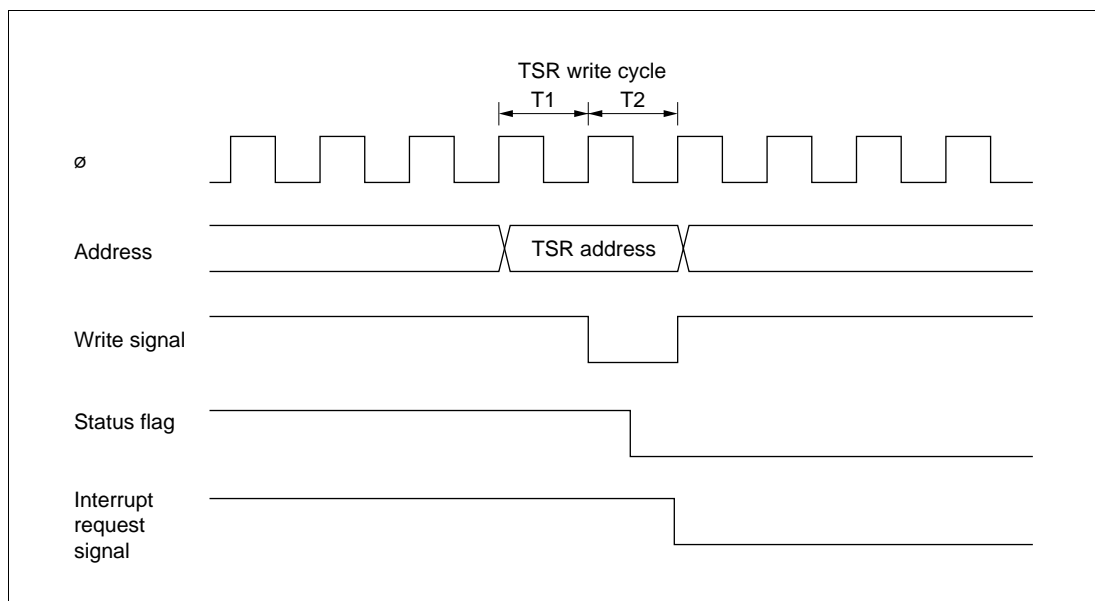 TSR write cycle
T1 T2
ø
Address
TSR address
Write signal
Status flag
Interrupt
request
signal